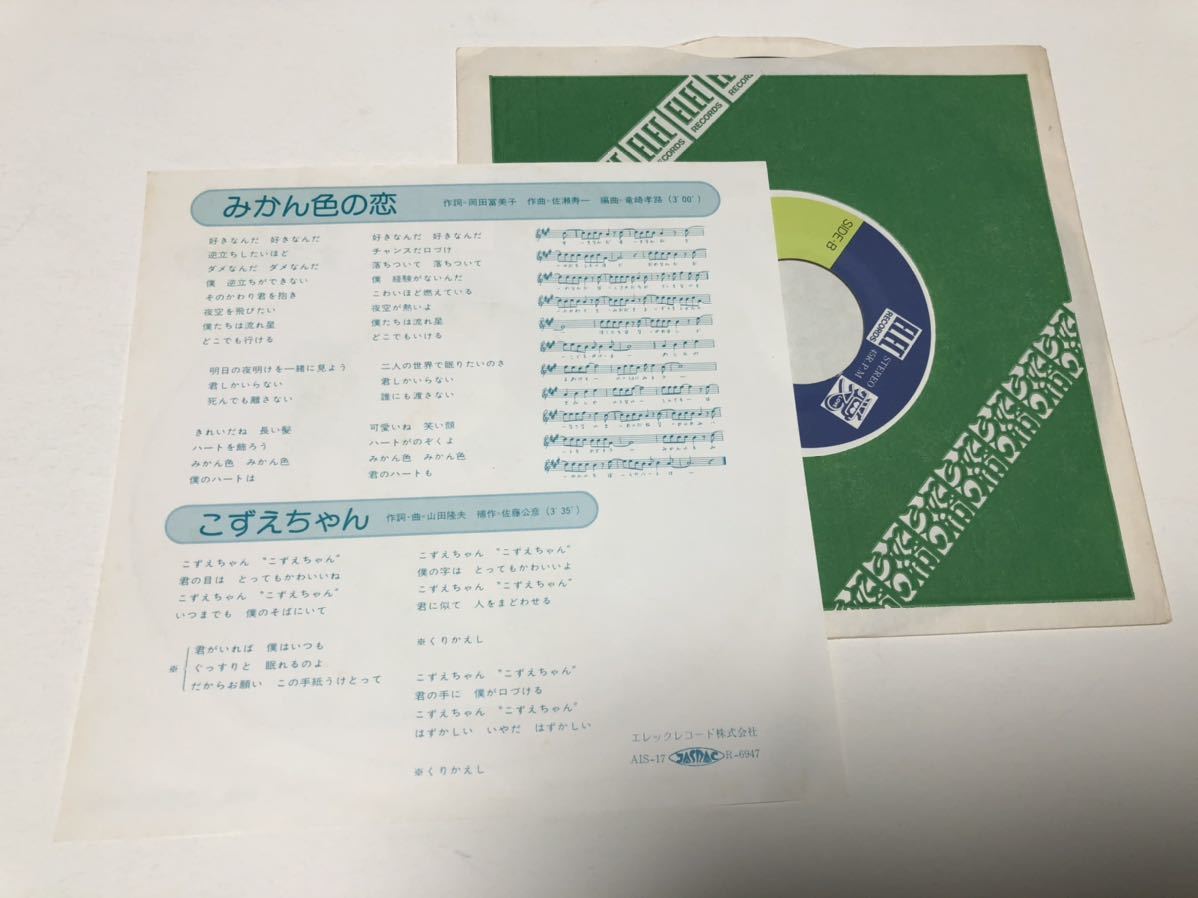 みかん色の恋
作詞-岡田冨美子 作曲-佐瀬寿一 編曲-竜崎孝路 (3´00˝)
好きなんだ 好きなんだ
逆立ちしたいほど
ダメなんだ ダメなんだ
僕 逆立ちができない
そのかわり君を抱き
夜空を飛びたい
僕たちは流れ星
どこでも行ける
明日の夜明けを一緒に見よう
君しかいらない
死んでも離さない
きれいだね 長い髪
ハートを飾ろう
みかん色 みかん色
僕のハートは
好きなんだ 好きなんだ
チャンスだ口づけ
落ちついて 落ちついて
僕 経験がないんだ
こわいほど燃えている
夜空が熱いよ
僕たちは流れ星
どこでもいける
二人の世界で眠りたいのさ
君しかいらない
誰にも渡さない
可愛いね 笑い顔
ハートがのぞくよ
みかん色 みかん色
君のハートも
こずえちゃん
作詞-曲-山田隆夫 補作-佐藤公彦 (3´35˝)
こずえちゃん “こずえちゃん”
君の目は とってもかわいいね
こずえちゃん “こずえちゃん”
いつまでも 僕のそばにいて
※
君がいれば 僕はいつも
ぐっすりと 眠れるのよ
だからお願い この手紙うけとって
こずえちゃん “こずえちゃん”
僕の字は とってもかわいいよ
こずえちゃん “こずえちゃん”
君に似て 人をまどわせる
※くりかえし
こずえちゃん “こずえちゃん”
君の手に 僕が口づける
こずえちゃん “こずえちゃん”
はずかしい いやだ はずかしい
※くりかえし
エレックレコード株式会社
AIS-17 JASRAC R-6947
ELEC
RECORDS
ELEC
RECORDS
ELEC
RECORDS
SIDE-B
RECORDS
STEREO
45R.P.M
LOVE